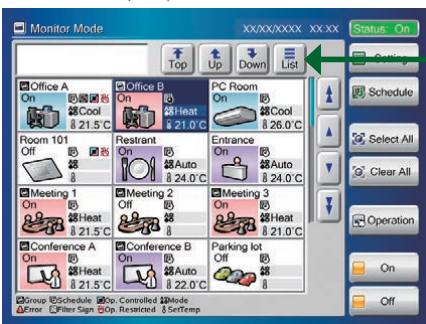 Monitor Mode XX/XX/XXXX XX:XX Status: On
Top Up Down List
Setting
Office A
On
Cool
21.5°C
Office B
On
Heat
21.0°C
PC Room
On
Cool
26.0°C
Schedule
Room 101
Off
Restrant
On
Auto
24.0°C
Entrance
On
Auto
24.0°C
Select All
Clear All
Meeting 1
On
Heat
21.5°C
Meeting 2
Off
24.0°C
Meeting 3
On
Heat
21.0°C
Operation
Conference A
On
Heat
21.5°C
Conference B
On
Auto
22.0°C
Parking lot
Off
On
Group Schedule Op. Controlled Mode
Error Filter Sign Op. Restricted SetTemp
Off